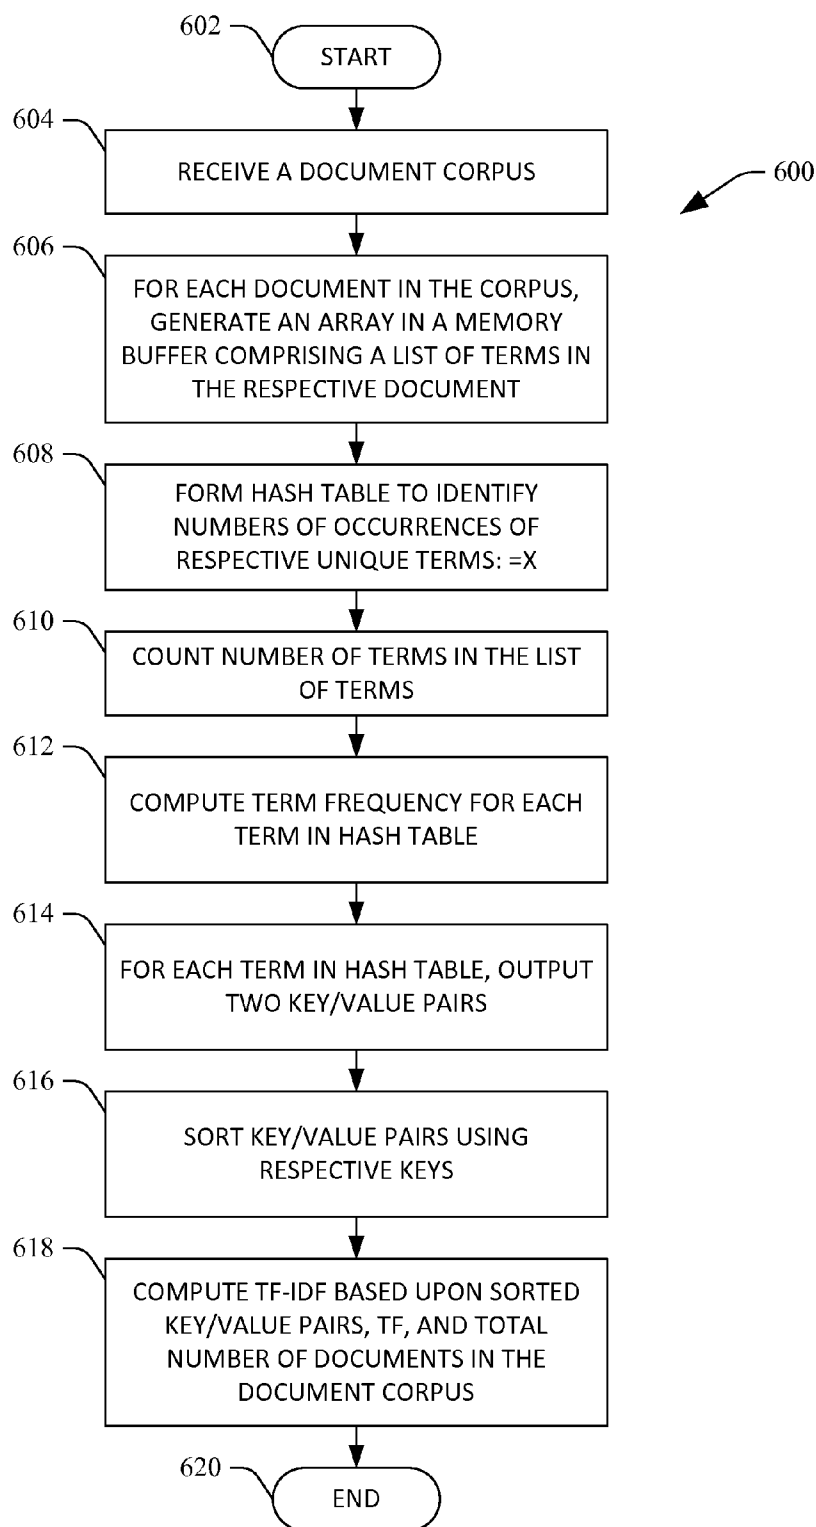 602
START
604
RECEIVE A DOCUMENT CORPUS
600
606
FOR EACH DOCUMENT IN THE CORPUS,
GENERATE AN ARRAY IN A MEMORY
BUFFER COMPRISING A LIST OF TERMS IN
THE RESPECTIVE DOCUMENT
608
FORM HASH TABLE TO IDENTIFY
NUMBERS OF OCCURRENCES OF
RESPECTIVE UNIQUE TERMS: =X
610
COUNT NUMBER OF TERMS IN THE LIST
OF TERMS
612
COMPUTE TERM FREQUENCY FOR EACH
TERM IN HASH TABLE
614
FOR EACH TERM IN HASH TABLE, OUTPUT
TWO KEY/VALUE PAIRS
616
SORT KEY/VALUE PAIRS USING
RESPECTIVE KEYS
618
COMPUTE TF-IDF BASED UPON SORTED
KEY/VALUE PAIRS, TF, AND TOTAL
NUMBER OF DOCUMENTS IN THE
DOCUMENT CORPUS
620
END